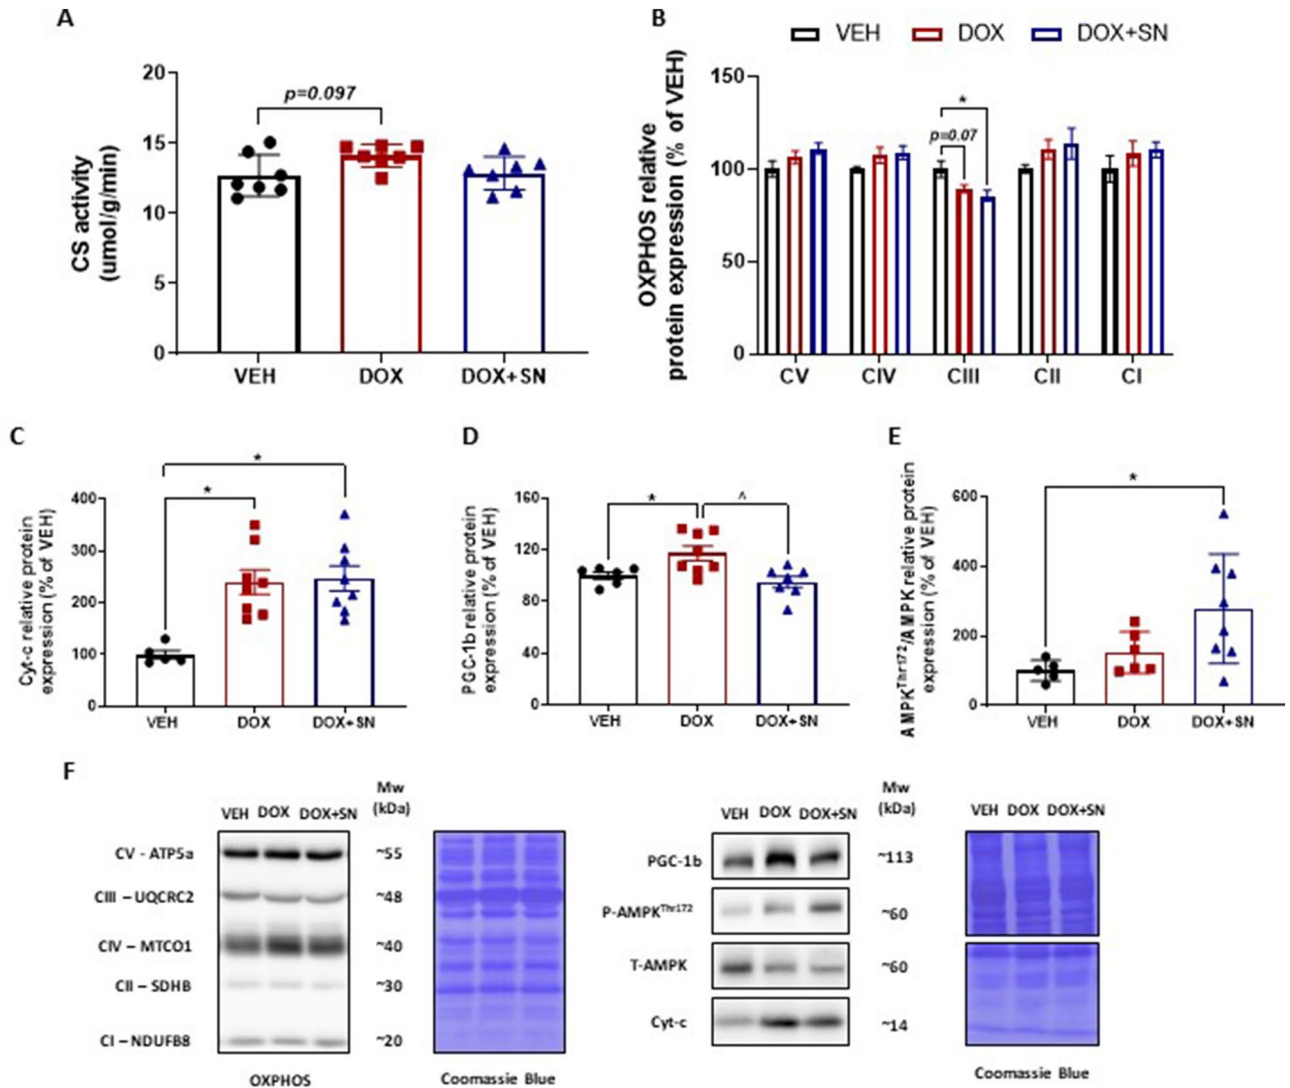 A
CS activity
(umol/g/min)
20
15
10
5
0
p=0.097
VEH
DOX
DOX+SN
B
VEH
DOX
DOX+SN
OXPHOS relative
protein expression (% of VEH)
150
100
50
0
*
p=0.07
CV
CIV
CIII
CII
CI
C
Cyt-c relative protein
expression (% of VEH)
400
300
200
100
0
*
*
VEH
DOX
DOX+SN
D
PGC-1b relative protein
expression (% of VEH)
160
120
80
40
0
*
^
VEH
DOX
DOX+SN
E
AMPKThr172/AMPK relative protein
expression (% of VEH)
600
400
200
0
*
VEH
DOX
DOX+SN
F
VEH
DOX
DOX+SN
Mw
(kDa)
CV - ATP5a
~55
CIII – UQCRC2
~48
CIV – MTCO1
~40
CII – SDHB
~30
CI – NDUFB8
~20
OXPHOS
Coomassie Blue
VEH
DOX
DOX+SN
Mw
(kDa)
VEH
DOX
DOX+SN
PGC-1b
~113
P-AMPKThr172
~60
T-AMPK
~60
Cyt-c
~14
Coomassie Blue